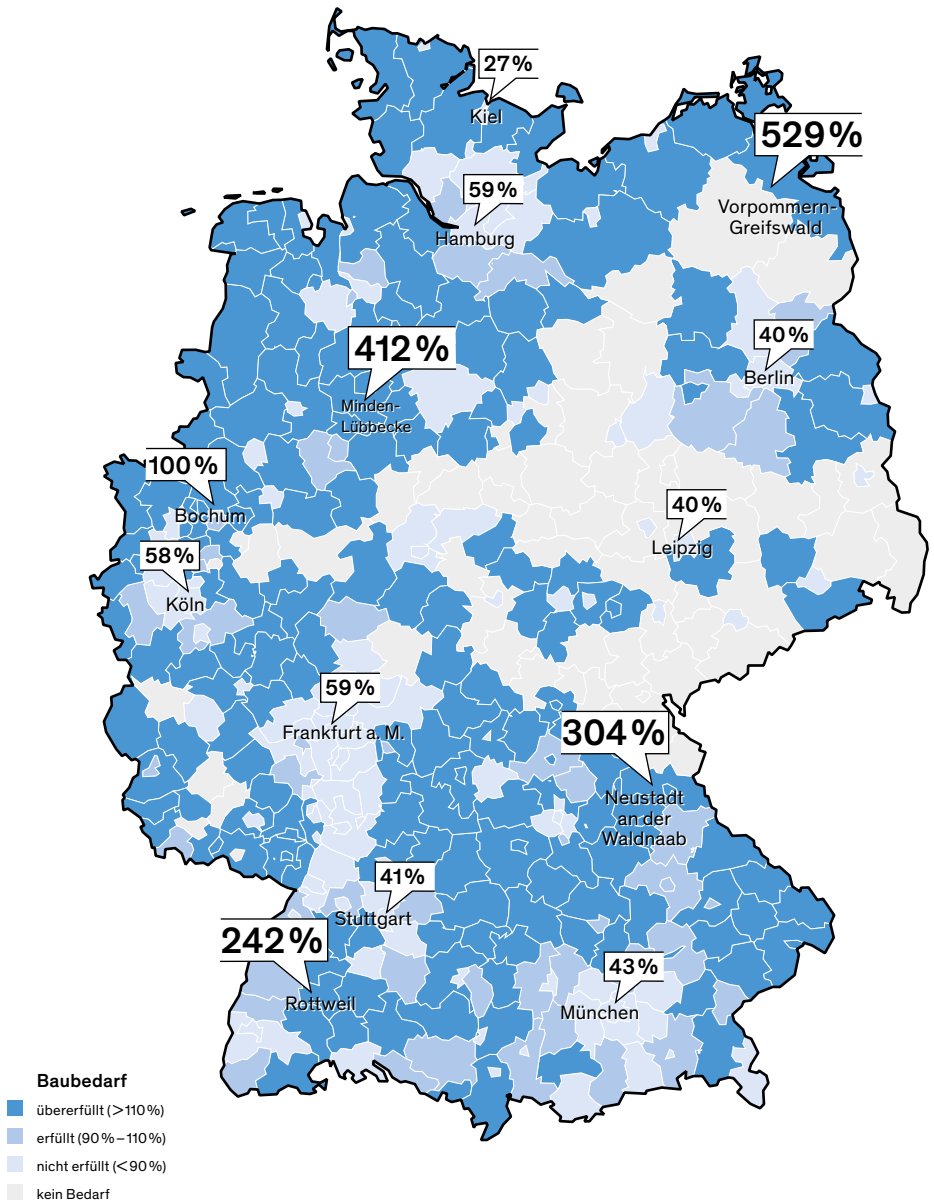 27 %
Kiel
529 %
Vorpommern-
Greifswald
59 %
Hamburg
40 %
Berlin
412 %
Minden-
Lübbecke
100 %
Bochum
40 %
Leipzig
58 %
Köln
59 %
Frankfurt a. M.
304 %
Neustadt
an der
Waldnaab
41 %
Stuttgart
242 %
Rottweil
43 %
München
Baubedarf
übererfüllt (>110 %)
erfüllt (90 % – 110 %)
nicht erfüllt (<90 %)
kein Bedarf